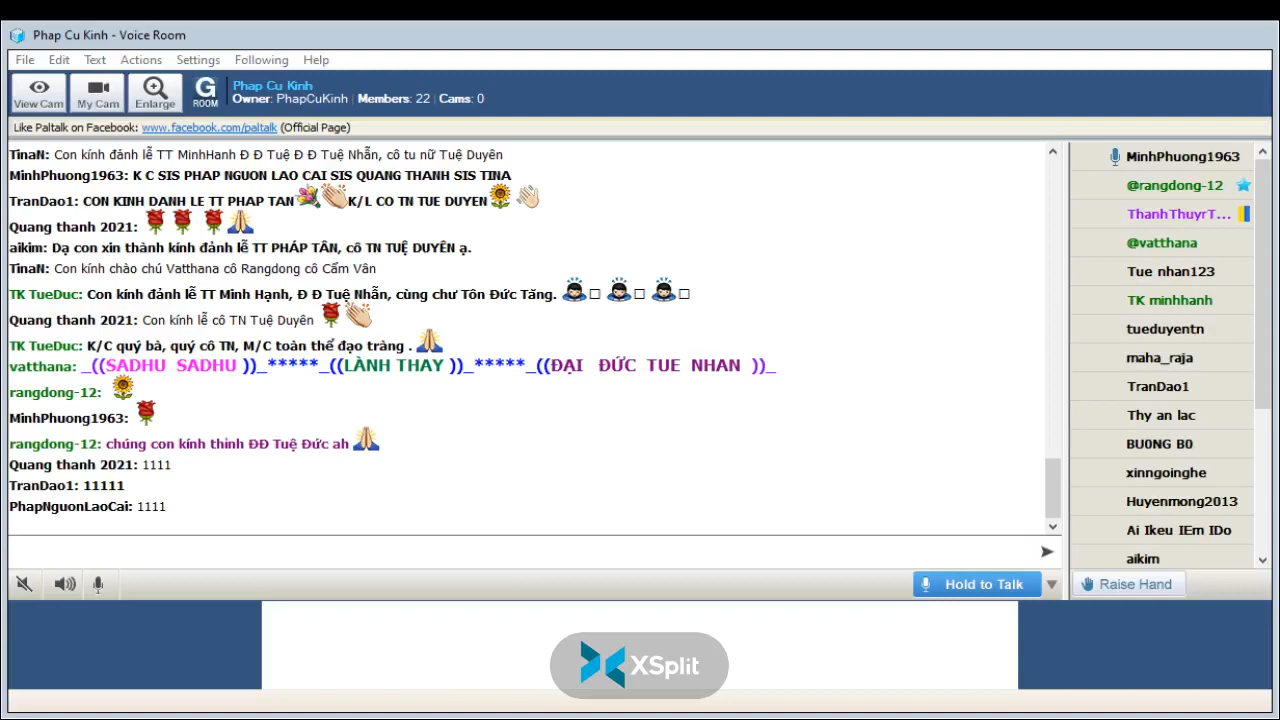 Phap Cu Kinh - Voice Room
File Edit Text Actions Settings Following Help
View Cam My Cam Enlarge G ROOM
Phap Cu Kinh
Owner: PhapCuKinh | Members: 22 | Cams: 0
Like Paltalk on Facebook: www.facebook.com/paltalk (Official Page)
TinaN: Con kính đảnh lễ TT MinhHanh Đ Đ Tuệ Đ Đ Tuệ Nhẫn, cô tu nữ Tuệ Duyên
MinhPhuong1963: K C SIS PHAP NGUON LAO CAI SIS QUANG THANH SIS TINA
TranDao1: CON KINH DANH LE TT PHAP TAN K/L CO TN TUE DUYEN
Quang thanh 2021:
aikim: Dạ con xin thành kính đảnh lễ TT PHÁP TÂN, cô TN TUỆ DUYÊN ạ.
TinaN: Con kính chào chú Vatthana cô Rangdong cô Cẩm Vân
TK TueDuc: Con kính đảnh lễ TT Minh Hạnh, Đ Đ Tuệ Nhẫn, cùng chư Tôn Đức Tăng.
Quang thanh 2021: Con kính lễ cô TN Tuệ Duyên
TK TueDuc: K/C quý bà, quý cô TN, M/C toàn thể đạo tràng .
vatthana: _((SADHU SADHU ))_*****_((LÀNH THAY ))_*****_((ĐẠI ĐỨC TUE NHAN ))_
rangdong-12:
MinhPhuong1963:
rangdong-12: chúng con kính thỉnh ĐĐ Tuệ Đức ah
Quang thanh 2021: 1111
TranDao1: 11111
PhapNguonLaoCai: 1111
MinhPhuong1963
@rangdong-12
ThanhThuyrT...
@vatthana
Tue nhan123
TK minhhanh
tueduyentn
maha_raja
TranDao1
Thy an lac
BU0NG B0
xinngoinghe
Huyenmong2013
Ai Ikeu IEm IDo
aikim
Hold to Talk
Raise Hand
XSplit